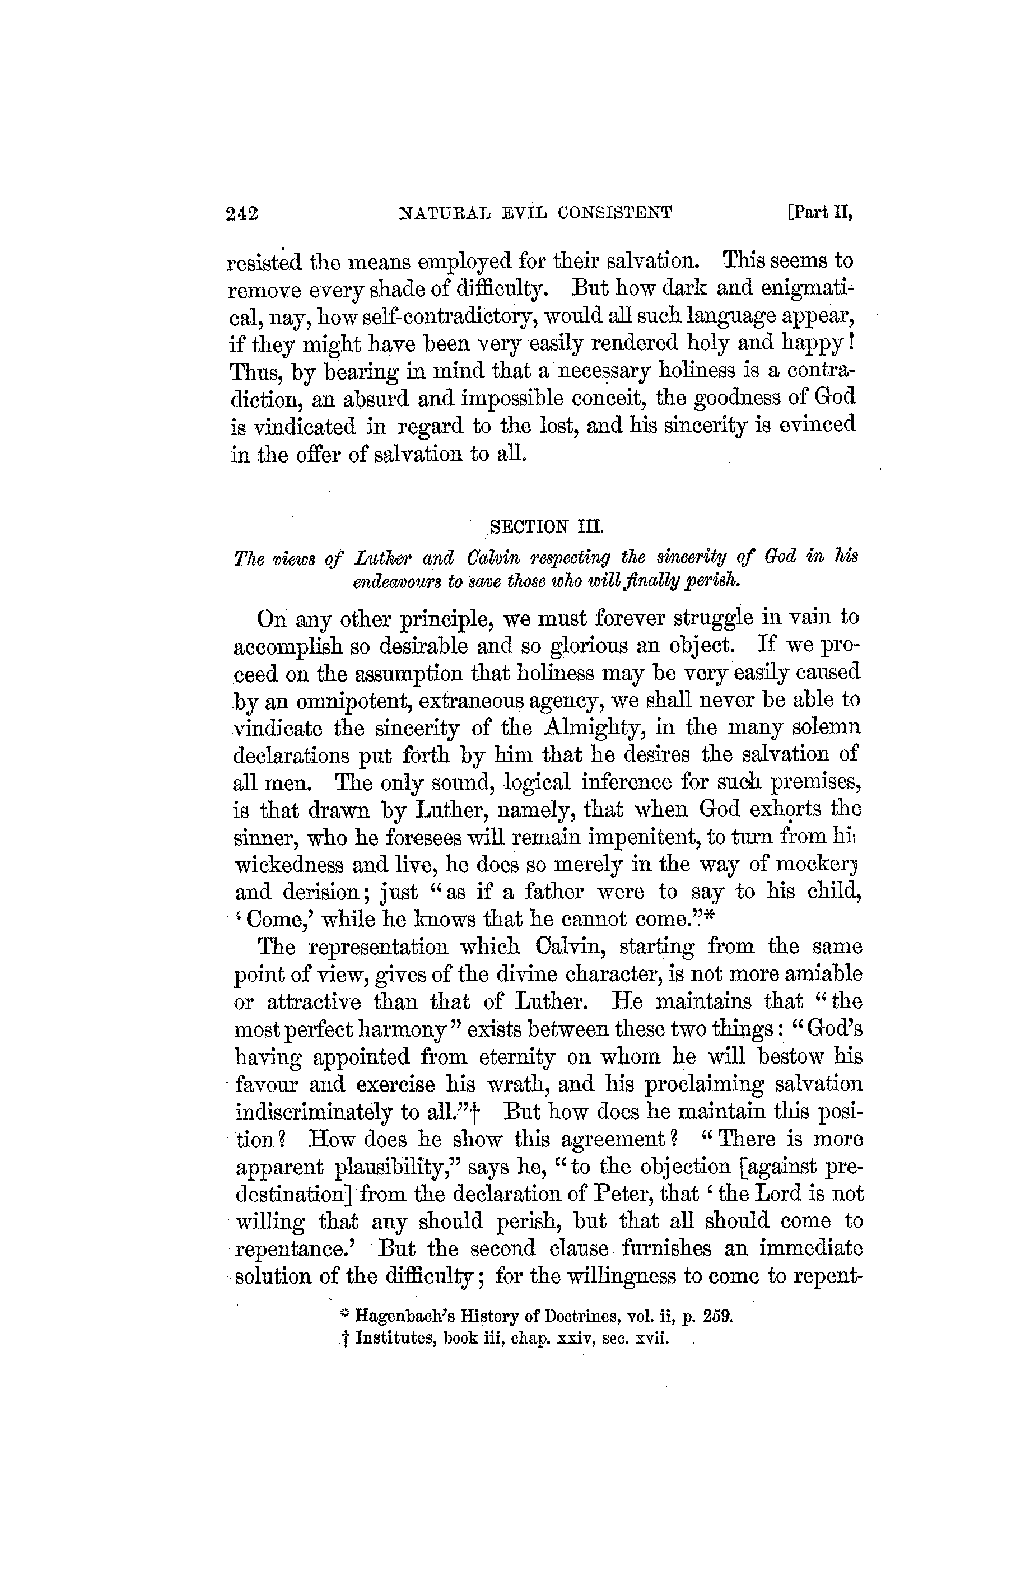 242 NATURAL EVIL CONSISTENT [Part II,
resisted the means employed for their salvation. This seems to
remove every shade of difficulty. But how dark and enigmati-
cal, nay, how self-contradictory, would all such language appear,
if they might have been very easily rendered holy and happy!
Thus, by bearing in mind that a necessary holiness is a contra-
diction, an absurd and impossible conceit, the goodness of God
is vindicated in regard to the lost, and his sincerity is evinced
in the offer of salvation to all.
SECTION III.
The views of Luther and Calvin respecting the sincerity of God in his
endeavours to save those who will finally perish.
On any other principle, we must forever struggle in vain to
accomplish so desirable and so glorious an object. If we pro-
ceed on the assumption that holiness may be very easily caused
by an omnipotent, extraneous agency, we shall never be able to
vindicate the sincerity of the Almighty, in the many solemn
declarations put forth by him that he desires the salvation of
all men. The only sound, logical inference for such premises,
is that drawn by Luther, namely, that when God exhorts the
sinner, who he foresees will remain impenitent, to turn from his
wickedness and live, he does so merely in the way of mockery
and derision; just "as if a father were to say to his child,
'Come,' while he knows that he cannot come."*
The representation which Calvin, starting from the same
point of view, gives of the divine character, is not more amiable
or attractive than that of Luther. He maintains that "the
most perfect harmony" exists between these two things: "God's
having appointed from eternity on whom he will bestow his
favour and exercise his wrath, and his proclaiming salvation
indiscriminately to all."† But how does he maintain this posi-
tion? How does he show this agreement? "There is more
apparent plausibility," says he, "to the objection [against pre-
destination] from the declaration of Peter, that 'the Lord is not
willing that any should perish, but that all should come to
repentance.' But the second clause furnishes an immediate
solution of the difficulty; for the willingness to come to repent-
* Hagenbach's History of Doctrines, vol. ii, p. 259.
† Institutes, book iii, chap. xxiv, sec. xvii.